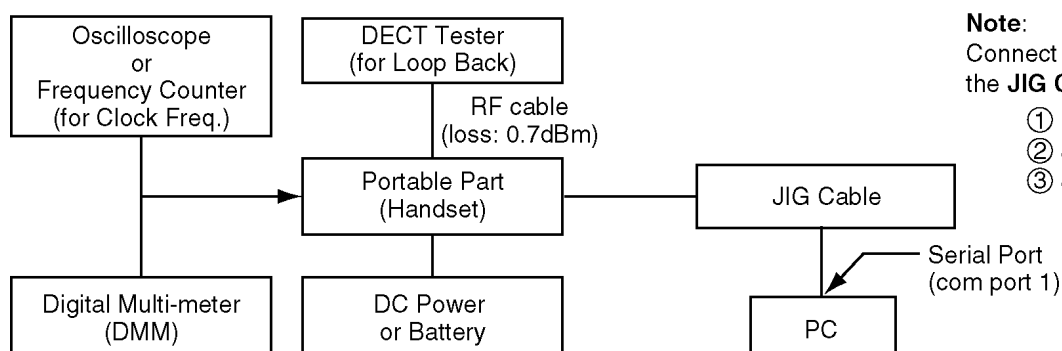 Oscilloscope
or
Frequency Counter
(for Clock Freq.)
DECT Tester
(for Loop Back)
RF cable
(loss: 0.7dBm)
Note:
Connect
the JIG
①
②
③
Portable Part
(Handset)
JIG Cable
Serial Port
(com port 1)
Digital Multi-meter
(DMM)
DC Power
or Battery
PC